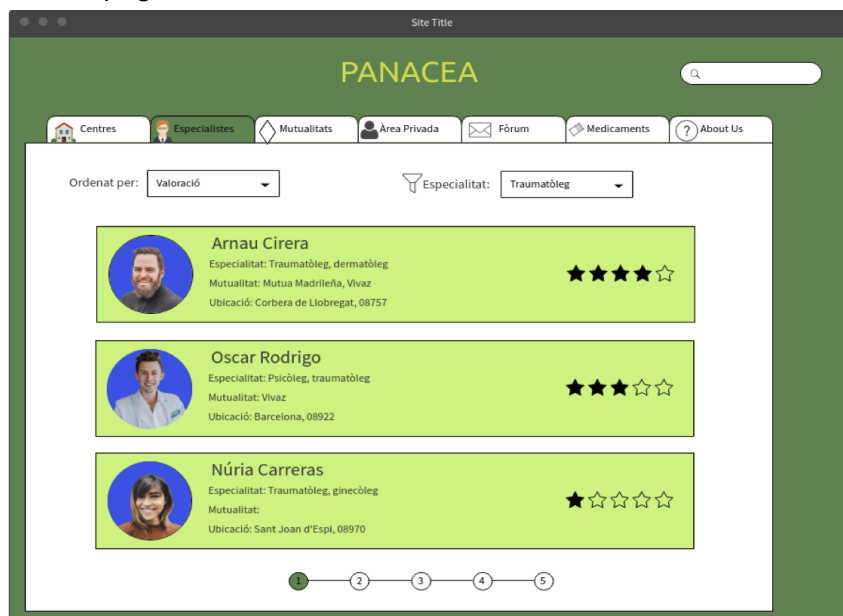 Site Title
PANACEA
Centres
Especialistes
Mutualitats
Àrea Privada
Fòrum
Medicaments
? About Us
Ordenat per: Valoració
Especialitat: Traumatòleg
Arnau Cirera
Especialitat: Traumatòleg, dermatòleg
Mutualitat: Mutua Madrileña, Vivaz
Ubicació: Corbera de Llobregat, 08757
Oscar Rodrigo
Especialitat: Psicòleg, traumatòleg
Mutualitat: Vivaz
Ubicació: Barcelona, 08922
Núria Carreras
Especialitat: Traumatòleg, ginecòleg
Mutualitat:
Ubicació: Sant Joan d'Espí, 08970
1 2 3 4 5